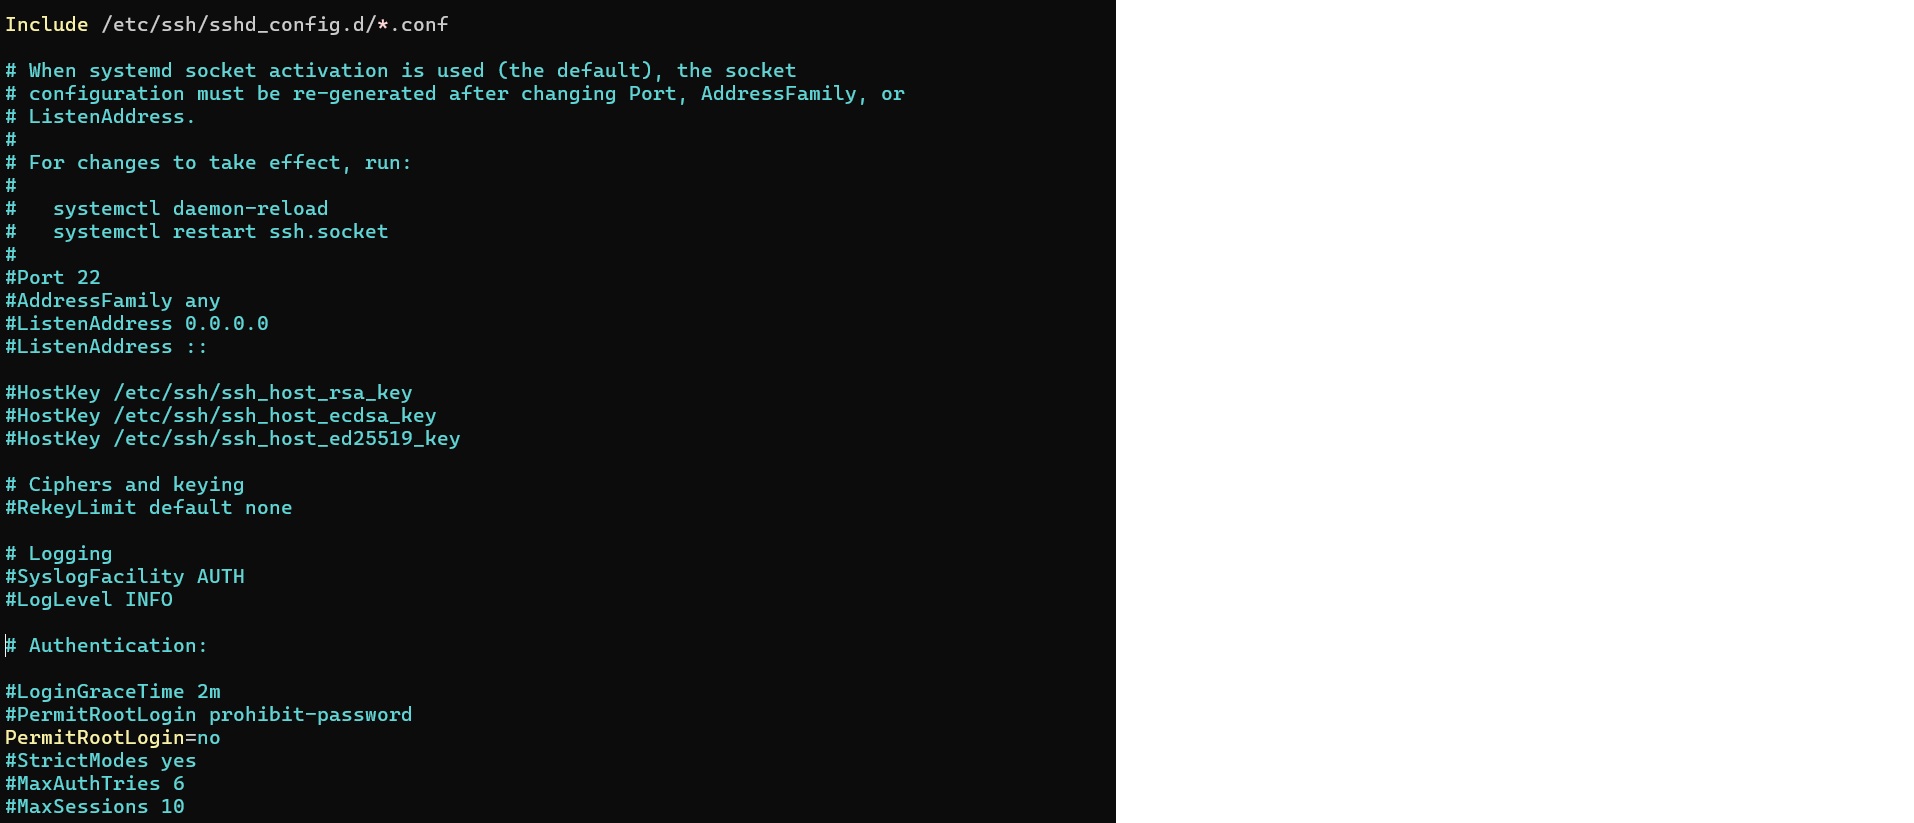 Include /etc/ssh/sshd_config.d/*.conf

# When systemd socket activation is used (the default), the socket
# configuration must be re-generated after changing Port, AddressFamily, or
# ListenAddress.
#
# For changes to take effect, run:
#
#   systemctl daemon-reload
#   systemctl restart ssh.socket
#
#Port 22
#AddressFamily any
#ListenAddress 0.0.0.0
#ListenAddress ::

#HostKey /etc/ssh/ssh_host_rsa_key
#HostKey /etc/ssh/ssh_host_ecdsa_key
#HostKey /etc/ssh/ssh_host_ed25519_key

# Ciphers and keying
#RekeyLimit default none

# Logging
#SyslogFacility AUTH
#LogLevel INFO

# Authentication:

#LoginGraceTime 2m
#PermitRootLogin prohibit-password
PermitRootLogin=no
#StrictModes yes
#MaxAuthTries 6
#MaxSessions 10